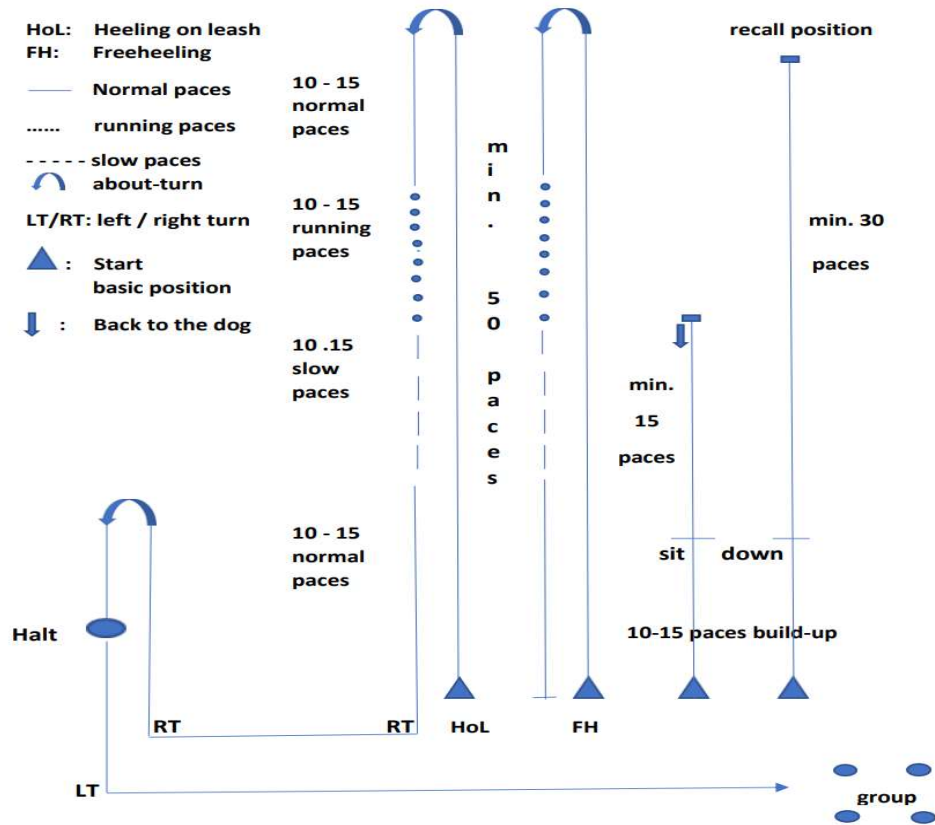 HoL: Heeling on leash
FH: Freeheeling
Normal paces
...... running paces
- - - - - slow paces
about-turn
LT/RT: left / right turn
: Start
basic position
: Back to the dog
10 - 15
normal
paces
10 - 15
running
paces
10 .15
slow
paces
10 - 15
normal
paces
min. 50 paces
recall position
min. 30
paces
min.
15
paces
sit down
10-15 paces build-up
Halt
RT RT HoL FH
LT
group